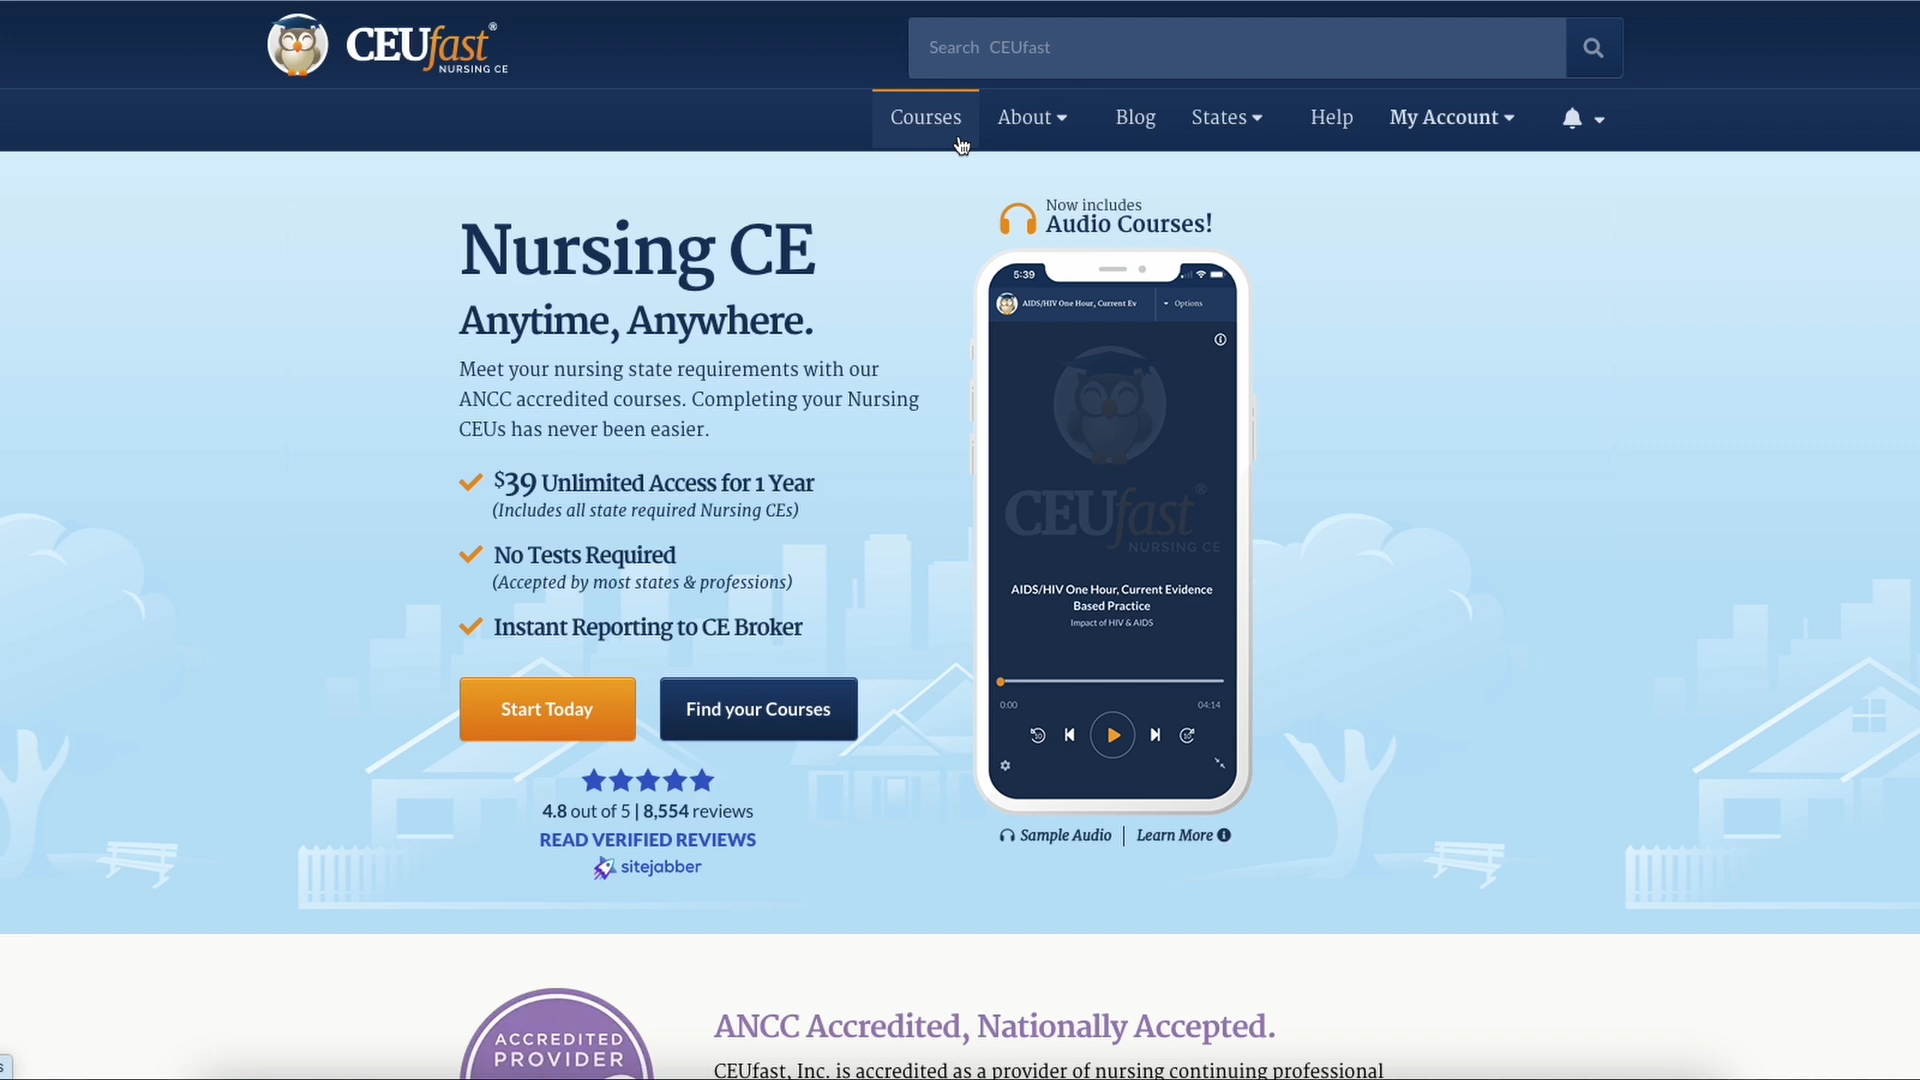 CEUfast®
NURSING CE
Search CEUfast
Courses
About
Blog
States
Help
My Account
Nursing CE
Anytime, Anywhere.
Meet your nursing state requirements with our
ANCC accredited courses. Completing your Nursing
CEUs has never been easier.
$39 Unlimited Access for 1 Year
(Includes all state required Nursing CEs)
No Tests Required
(Accepted by most states & professions)
Instant Reporting to CE Broker
Start Today
Find your Courses
4.8 out of 5 | 8,554 reviews
READ VERIFIED REVIEWS
sitejabber
Now includes
Audio Courses!
5:39
AIDS/HIV One Hour, Current Ev
Options
CEUfast®
NURSING CE
AIDS/HIV One Hour, Current Evidence
Based Practice
Impact of HIV & AIDS
0:00
04:14
10
10
Sample Audio | Learn More
ACCREDITED
PROVIDER
ANCC Accredited, Nationally Accepted.
CEUfast, Inc. is accredited as a provider of nursing continuing professional